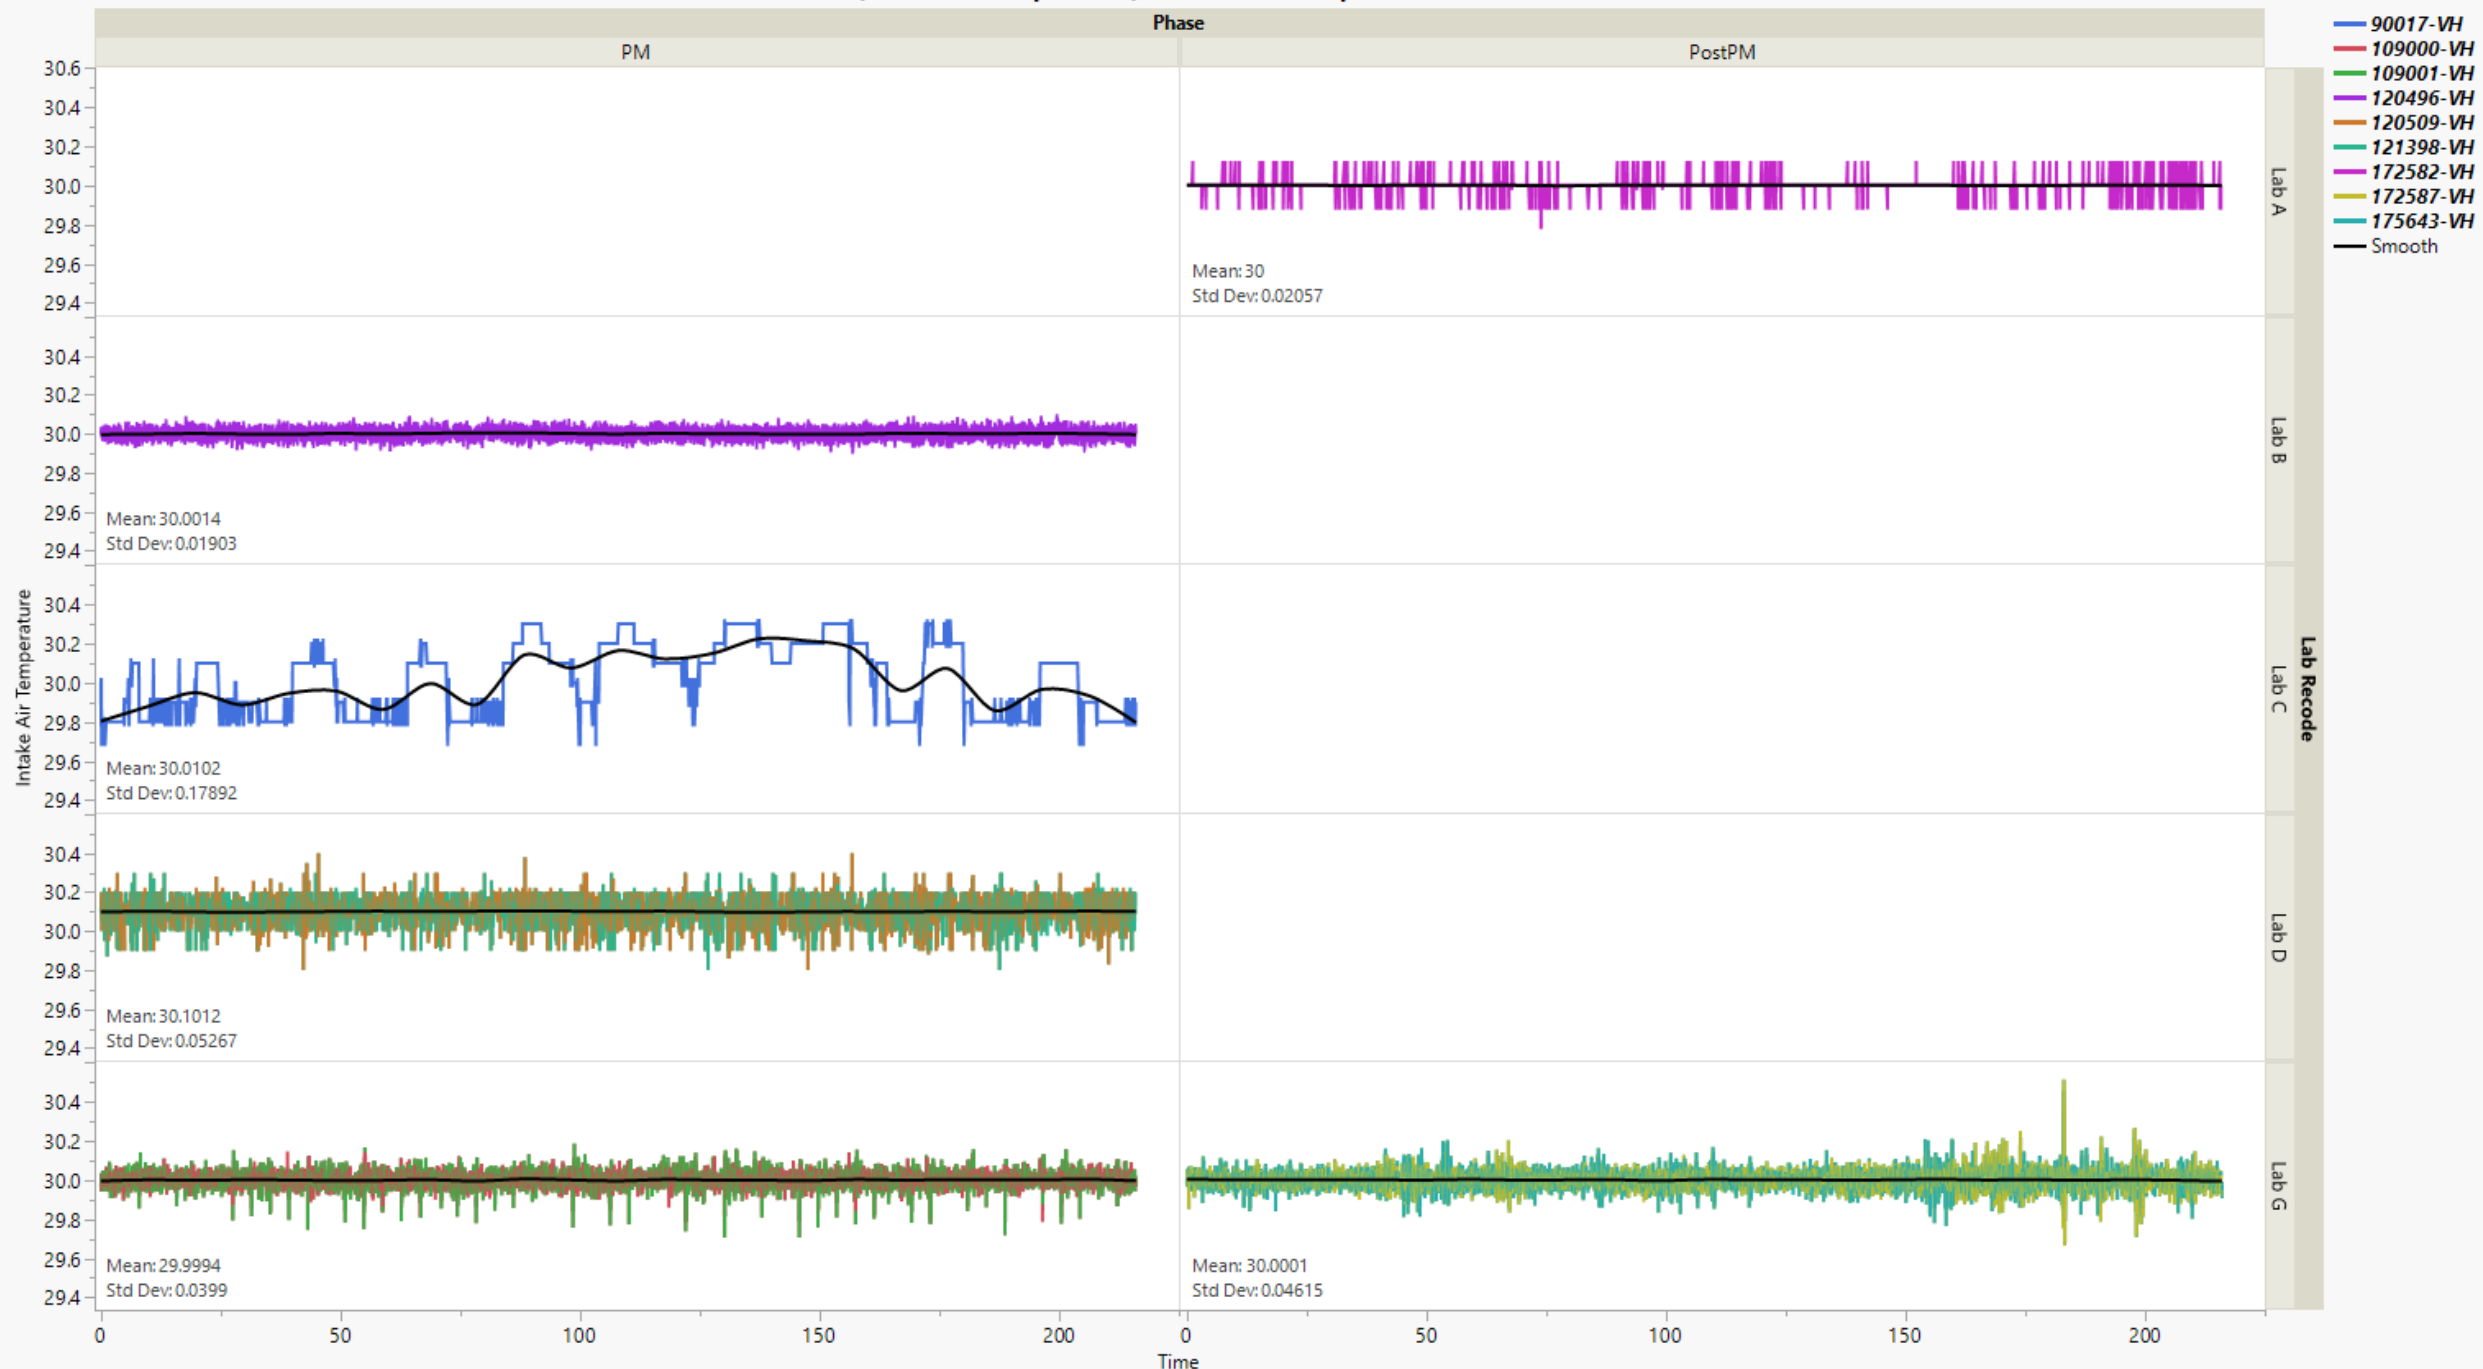 Phase
PM
PostPM
90017-VH
109000-VH
109001-VH
120496-VH
120509-VH
121398-VH
172582-VH
172587-VH
175643-VH
Smooth
30.6
30.4
30.2
30.0
29.8
29.6
29.4
Mean: 30
Std Dev: 0.02057
Lab A
30.4
30.2
30.0
29.8
29.6
29.4
Mean: 30.0014
Std Dev: 0.01903
Lab B
30.4
30.2
30.0
29.8
29.6
29.4
Mean: 30.0102
Std Dev: 0.17892
Lab C
30.4
30.2
30.0
29.8
29.6
29.4
Mean: 30.1012
Std Dev: 0.05267
Lab D
30.4
30.2
30.0
29.8
29.6
29.4
Mean: 29.9994
Std Dev: 0.0399
Mean: 30.0001
Std Dev: 0.04615
Lab G
Intake Air Temperature
Lab Recode
0 50 100 150 200 0 50 100 150 200
Time